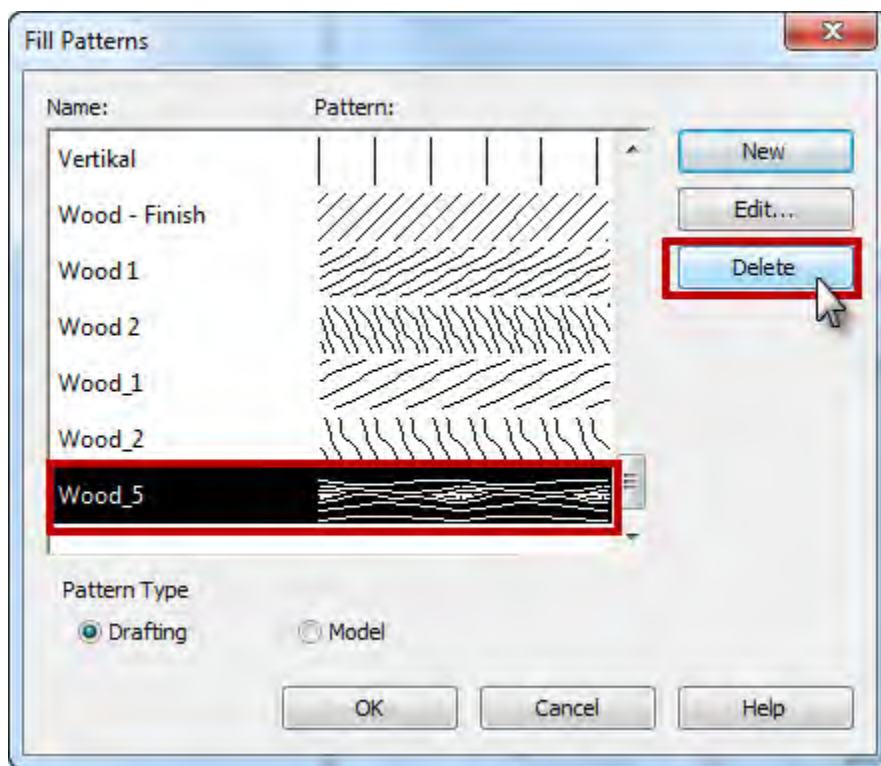 Fill Patterns
Name: Pattern:
Vertikal
New
Wood - Finish
Edit...
Wood 1
Delete
Wood 2
Wood_1
Wood_2
Wood_5
Pattern Type
Drafting Model
OK Cancel Help